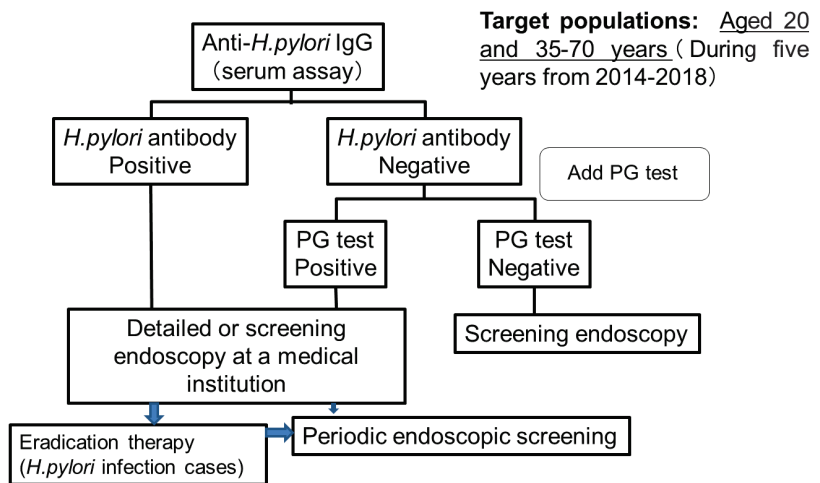 Anti-H.pylori IgG
（serum assay）
Target populations: Aged 20
and 35-70 years（During five
years from 2014-2018）
H.pylori antibody
Positive
H.pylori antibody
Negative
Add PG test
PG test
Positive
PG test
Negative
Detailed or screening
endoscopy at a medical
institution
Screening endoscopy
Eradication therapy
(H.pylori infection cases)
Periodic endoscopic screening